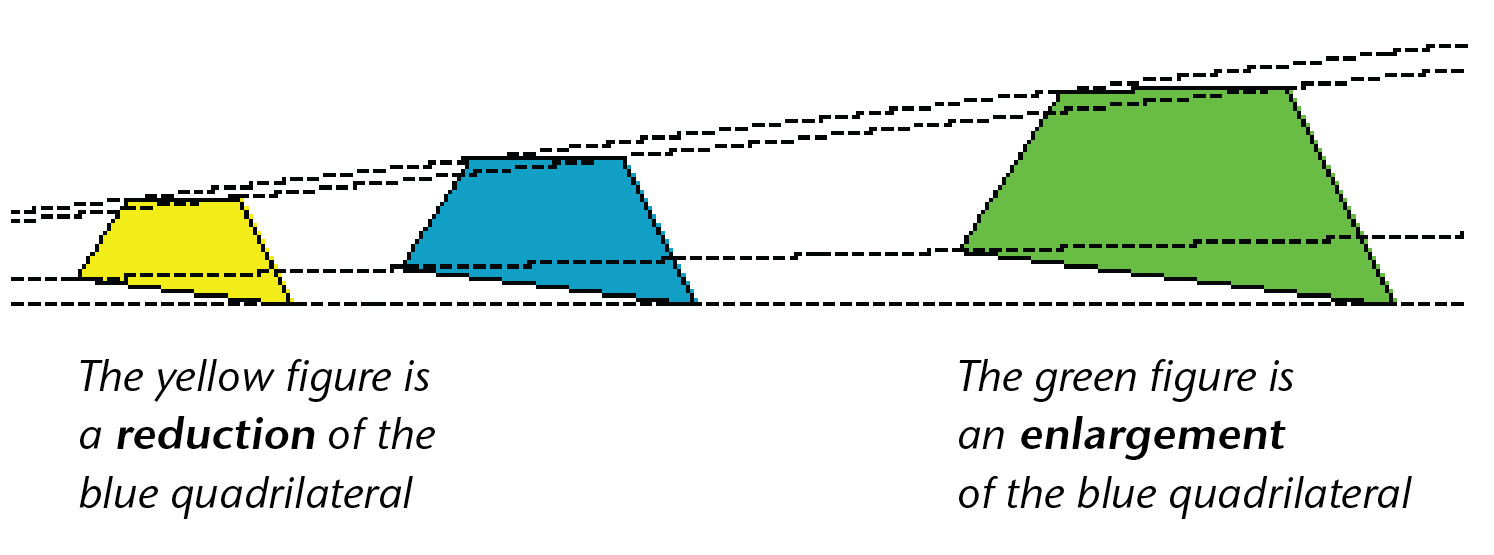 The yellow figure is
a reduction of the
blue quadrilateral
The green figure is
an enlargement
of the blue quadrilateral